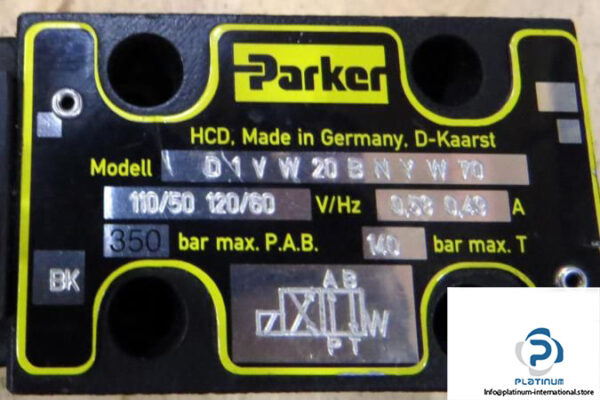 Parker
HCD, Made in Germany, D-Kaarst
Modell D 1 V W 20 B N Y W 70
110/50 120/60 V/Hz 0,53 0,49 A
350 bar max. P.A.B. 140 bar max. T
BK
A B
P T
PLATINUM
Info@platinum-international.store